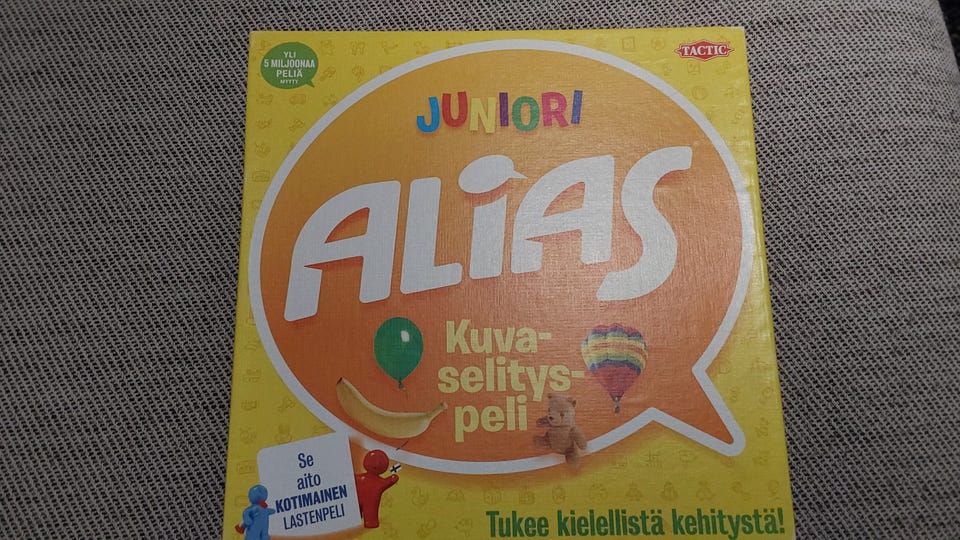 YLI
5 MILJOONAA
PELIÄ
MYYTY
TACTIC
JUNIORI
ALiAS
Kuva-
selitys-
peli
Se
aito
KOTIMAINEN
LASTENPELI
Tukee kielellistä kehitystä!